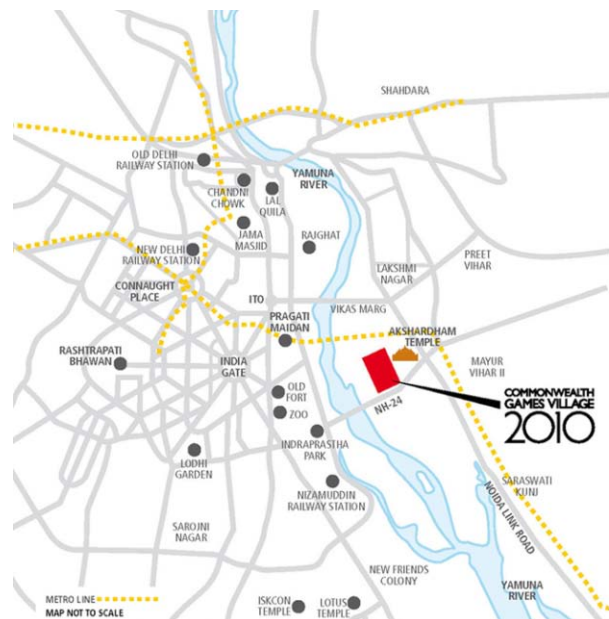 SHAHDARA
OLD DELHI
RAILWAY STATION
CHANDNI
CHOWK
LAL
QUILA
YAMUNA
RIVER
JAMA
MASJID
RAJGHAT
NEW DELHI
RAILWAY STATION
PREET
VIHAR
LAKSHMI
NAGAR
CONNAUGHT
PLACE
ITO
VIKAS MARG
PRAGATI
MAIDAN
AKSHARDHAM
TEMPLE
RASHTRAPATI
BHAWAN
INDIA
GATE
MAYUR
VIHAR II
OLD
FORT
ZOO
NH-24
COMMONWEALTH
GAMES VILLAGE
2010
INDRAPRASTHA
PARK
LODHI
GARDEN
NIZAMUDDIN
RAILWAY STATION
SARASWATI
KUNJ
NOIDA LINK ROAD
SAROJNI
NAGAR
NEW FRIENDS
COLONY
YAMUNA
RIVER
ISKCON
TEMPLE
LOTUS
TEMPLE
METRO LINE
MAP NOT TO SCALE